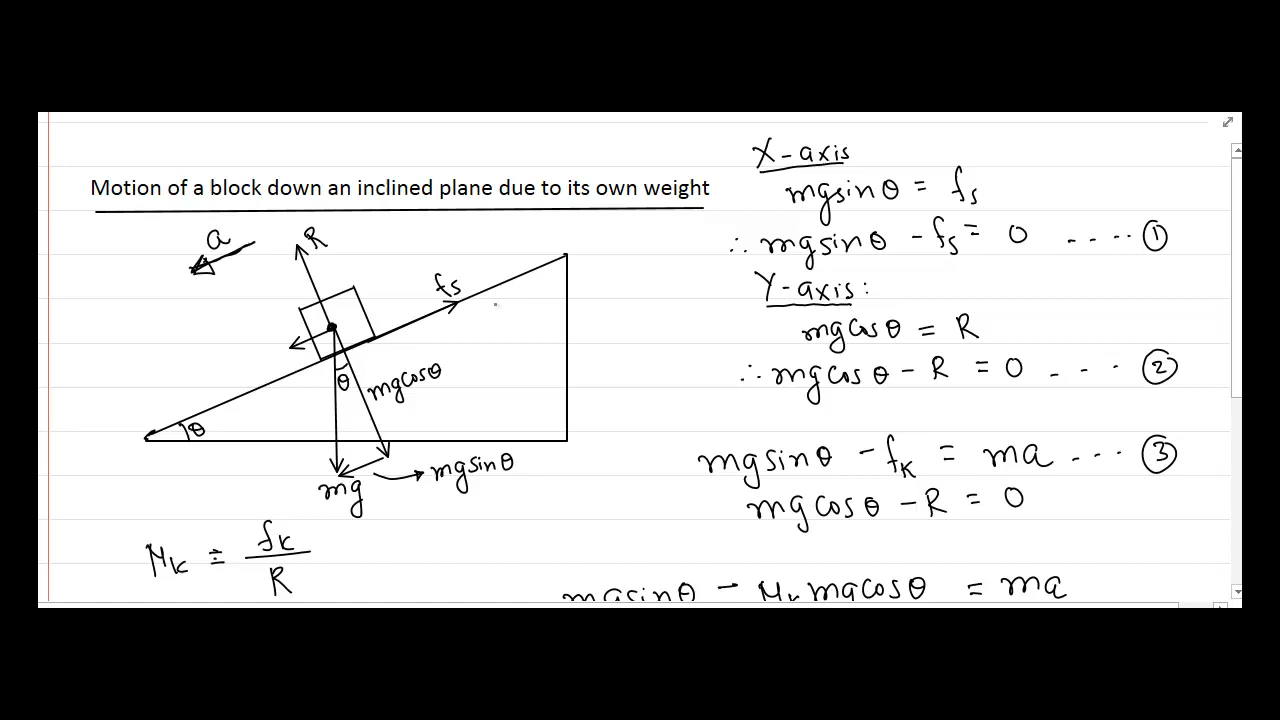 Motion of a block down an inclined plane due to its own weight
a
R
fs
θ
mgcosθ
θ
mg
mgsinθ
μk = fk
R
X-axis
mgsinθ = fs
∴ mgsinθ - fs = 0 ---- ①
Y-axis :
mgcosθ = R
∴ mgcosθ - R = 0 - - - - ②
mgsinθ - fk = ma --- ③
mgcosθ - R = 0
mgsinθ - μk mgcosθ = ma